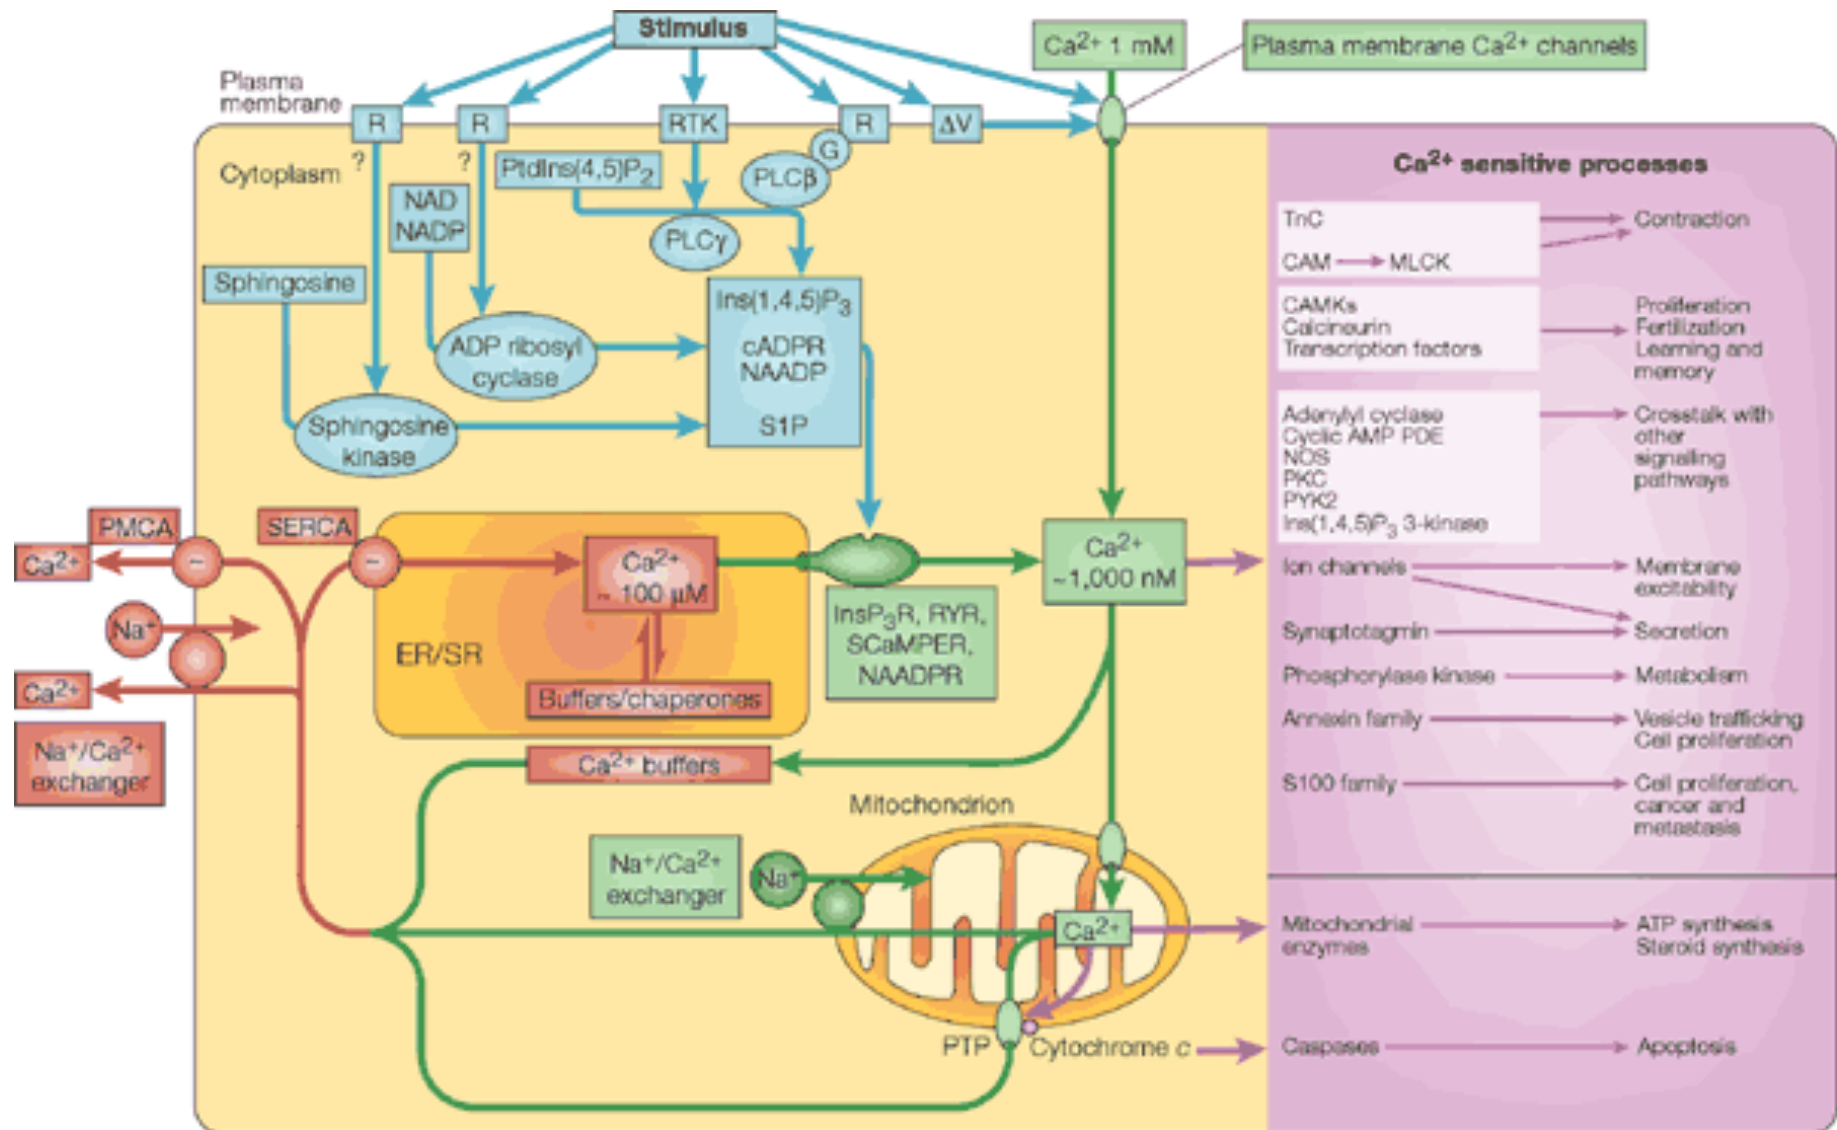 Stimulus
Ca²⁺ 1 mM
Plasma membrane Ca²⁺ channels
Plasma
membrane
R
R
RTK
R
ΔV
?
?
G
Cytoplasm
PtdIns(4,5)P₂
PLCβ
NAD
NADP
PLCγ
Sphingosine
Ins(1,4,5)P₃
cADPR
NAADP
S1P
ADP ribosyl
cyclase
Sphingosine
kinase
PMCA
SERCA
Ca²⁺
~
~
Ca²⁺
~ 100 µM
Ca²⁺
~1,000 nM
Na⁺
InsP₃R, RYR,
SCaMPER,
NAADPR
ER/SR
Ca²⁺
Buffers/chaperones
Na⁺/Ca²⁺
exchanger
Ca²⁺ buffers
Mitochondrion
Na⁺/Ca²⁺
exchanger
Na⁺
Ca²⁺
PTP
Cytochrome c
Ca²⁺ sensitive processes
TnC
Contraction
CAM
MLCK
CAMKs
Calcineurin
Transcription factors
Proliferation
Fertilization
Learning and
memory
Adenylyl cyclase
Cyclic AMP PDE
NOS
PKC
PYK2
Ins(1,4,5)P₃ 3-kinase
Crosstalk with
other
signalling
pathways
Ion channels
Membrane
excitability
Synaptotagmin
Secretion
Phosphorylase kinase
Metabolism
Annexin family
Vesicle trafficking
Cell proliferation
S100 family
Cell proliferation,
cancer and
metastasis
Mitochondrial
enzymes
ATP synthesis
Steroid synthesis
Caspases
Apoptosis